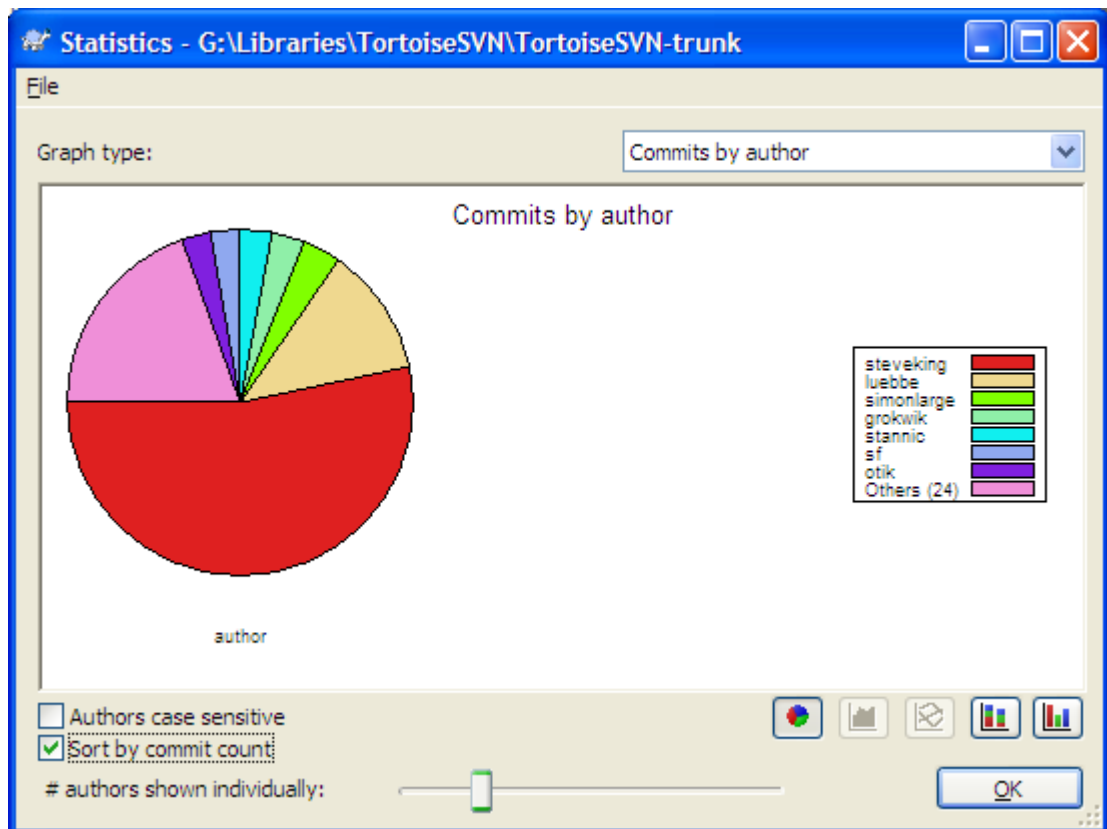 Statistics - G:\Libraries\TortoiseSVN\TortoiseSVN-trunk
File
Graph type:
Commits by author
Commits by author
steveking
luebbe
simonlarge
grokwik
stannic
sf
otik
Others (24)
author
Authors case sensitive
Sort by commit count
# authors shown individually:
OK